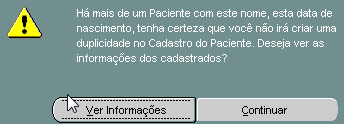 Há mais de um Paciente com este nome, esta data de
nascimento, tenha certeza que você não irá criar uma
duplicidade no Cadastro do Paciente. Deseja ver as
informações dos cadastrados?
Ver Informações
Continuar